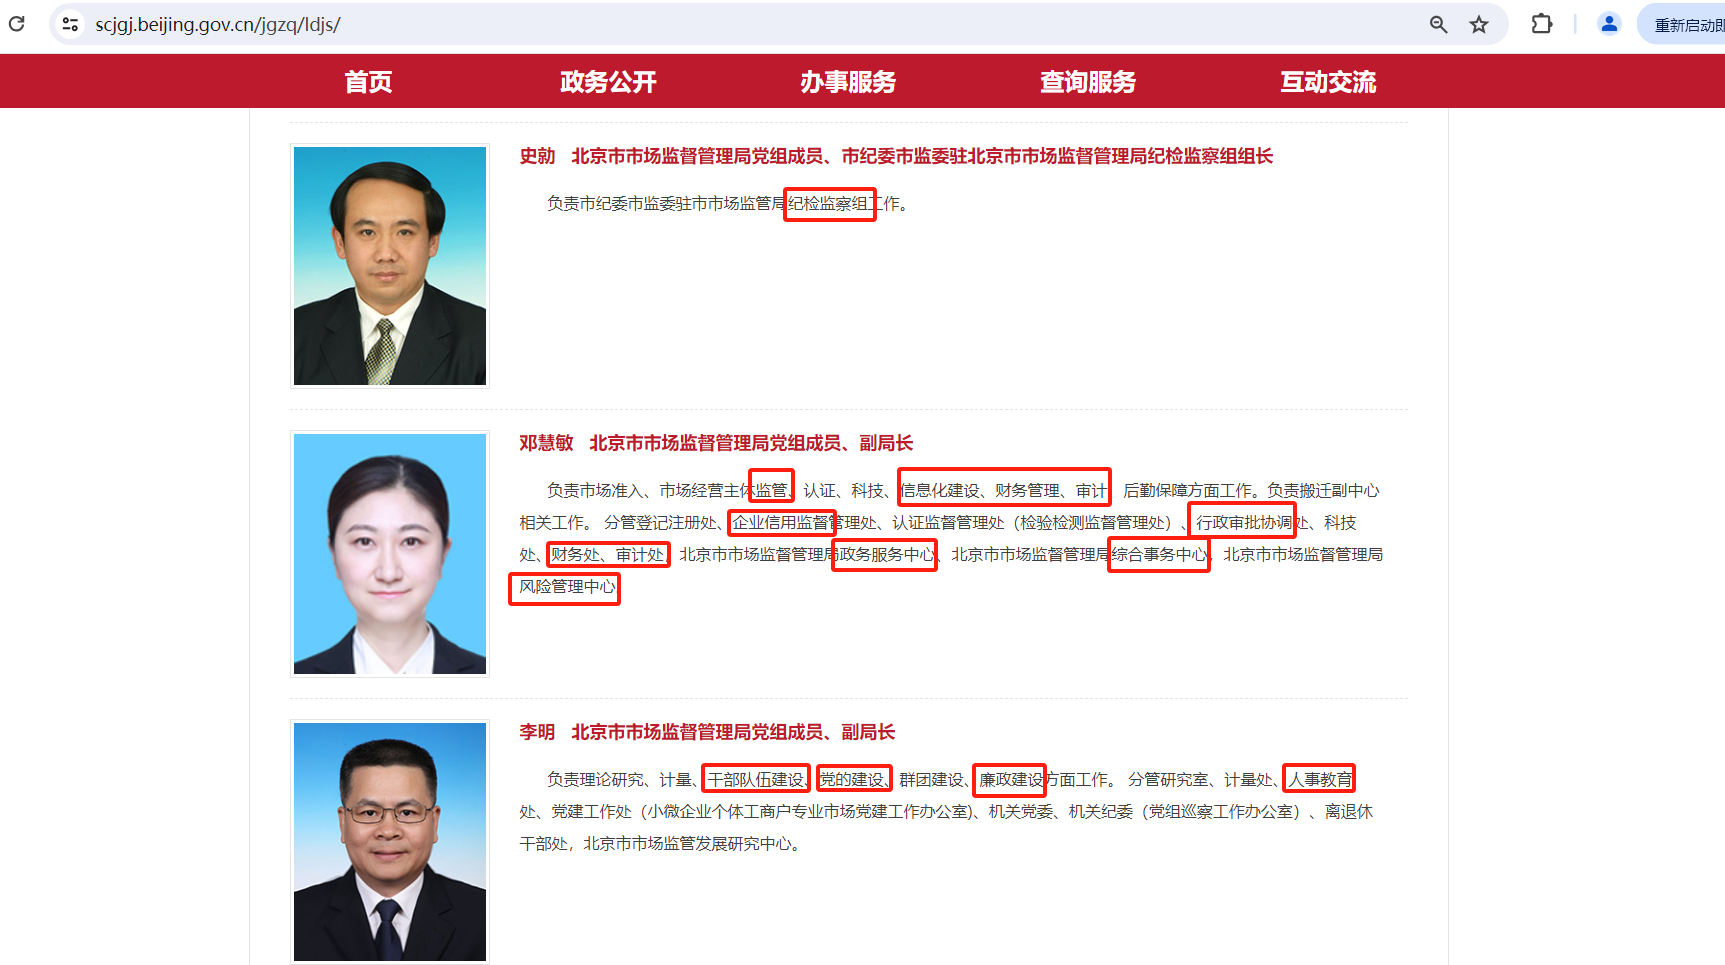 scjgj.beijing.gov.cn/jgzq/ldjs/
重新启动即
首页 政务公开 办事服务 查询服务 互动交流
史勍 北京市市场监督管理局党组成员、市纪委市监委驻北京市市场监督管理局纪检监察组组长
负责市纪委市监委驻市市场监管局纪检监察组工作。
邓慧敏 北京市市场监督管理局党组成员、副局长
负责市场准入、市场经营主体监管、认证、科技、信息化建设、财务管理、审计、后勤保障方面工作。负责搬迁副中心
相关工作。 分管登记注册处、企业信用监督管理处、认证监督管理处（检验检测监督管理处）、行政审批协调处、科技
处、财务处、审计处，北京市市场监督管理局政务服务中心、北京市市场监督管理局综合事务中心、北京市市场监督管理局
风险管理中心。
李明 北京市市场监督管理局党组成员、副局长
负责理论研究、计量、干部队伍建设、党的建设、群团建设、廉政建设方面工作。 分管研究室、计量处、人事教育
处、党建工作处（小微企业个体工商户专业市场党建工作办公室)、机关党委、机关纪委（党组巡察工作办公室）、离退休
干部处，北京市市场监管发展研究中心。